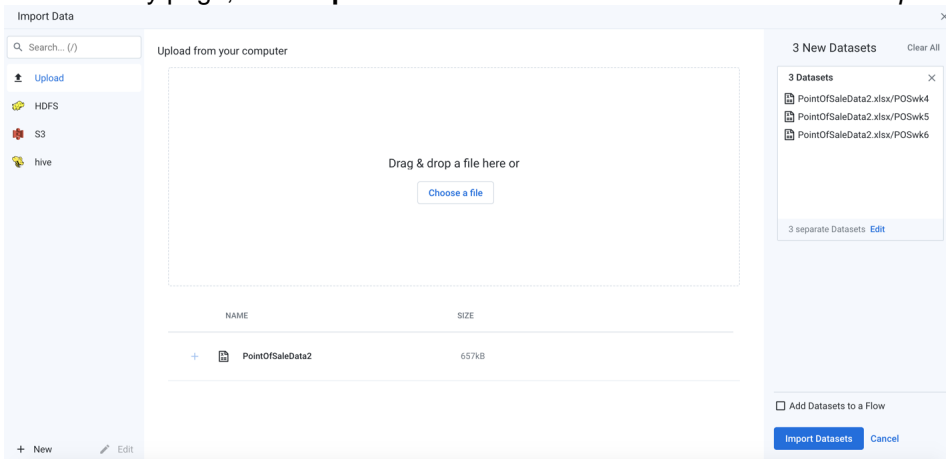 y page,
Import Data
Search... (/)
Upload
HDFS
S3
hive
+ New
Edit
Upload from your computer
Drag & drop a file here or
Choose a file
NAME SIZE
+ PointOfSaleData2 657kB
3 New Datasets Clear All
3 Datasets
PointOfSaleData2.xlsx/POSwk4
PointOfSaleData2.xlsx/POSwk5
PointOfSaleData2.xlsx/POSwk6
3 separate Datasets Edit
Add Datasets to a Flow
Import Datasets Cancel